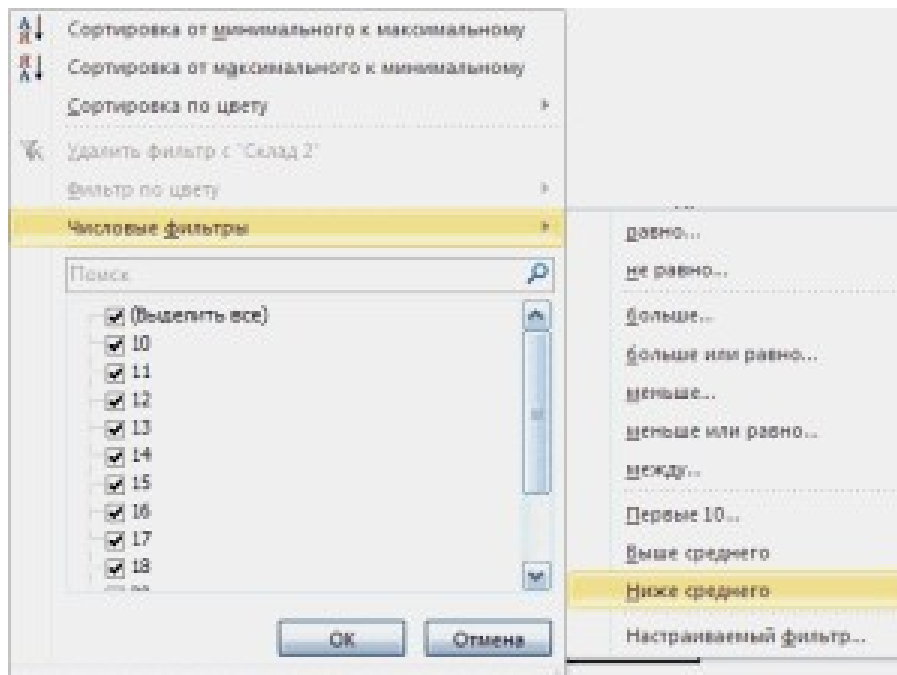 Сортировка от минимального к максимальному
Сортировка от максимального к минимальному
Сортировка по цвету
Удалить фильтр с "Склад 2"
Фильтр по цвету
Числовые фильтры
Поиск
(Выделить все)
10
11
12
13
14
15
16
17
18
ОК
Отмена
равно...
не равно...
больше...
больше или равно...
меньше...
меньше или равно...
между...
Первые 10...
Выше среднего
Ниже среднего
Настраиваемый фильтр...